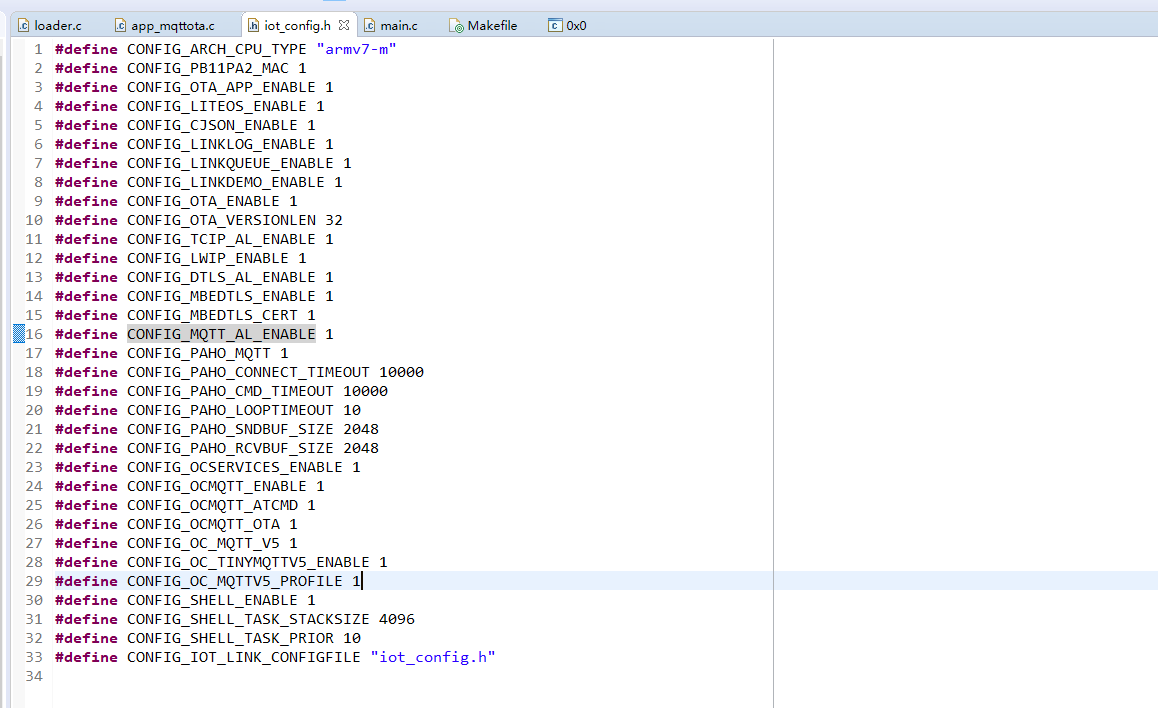 loader.c app_mqttota.c iot_config.h main.c Makefile 0x0
1 #define CONFIG_ARCH_CPU_TYPE "armv7-m"
2 #define CONFIG_PB11PA2_MAC 1
3 #define CONFIG_OTA_APP_ENABLE 1
4 #define CONFIG_LITEOS_ENABLE 1
5 #define CONFIG_CJSON_ENABLE 1
6 #define CONFIG_LINKLOG_ENABLE 1
7 #define CONFIG_LINKQUEUE_ENABLE 1
8 #define CONFIG_LINKDEMO_ENABLE 1
9 #define CONFIG_OTA_ENABLE 1
10 #define CONFIG_OTA_VERSIONLEN 32
11 #define CONFIG_TCIP_AL_ENABLE 1
12 #define CONFIG_LWIP_ENABLE 1
13 #define CONFIG_DTLS_AL_ENABLE 1
14 #define CONFIG_MBEDTLS_ENABLE 1
15 #define CONFIG_MBEDTLS_CERT 1
16 #define CONFIG_MQTT_AL_ENABLE 1
17 #define CONFIG_PAHO_MQTT 1
18 #define CONFIG_PAHO_CONNECT_TIMEOUT 10000
19 #define CONFIG_PAHO_CMD_TIMEOUT 10000
20 #define CONFIG_PAHO_LOOPTIMEOUT 10
21 #define CONFIG_PAHO_SNDBUF_SIZE 2048
22 #define CONFIG_PAHO_RCVBUF_SIZE 2048
23 #define CONFIG_OCSERVICES_ENABLE 1
24 #define CONFIG_OCMQTT_ENABLE 1
25 #define CONFIG_OCMQTT_ATCMD 1
26 #define CONFIG_OCMQTT_OTA 1
27 #define CONFIG_OC_MQTT_V5 1
28 #define CONFIG_OC_TINYMQTTV5_ENABLE 1
29 #define CONFIG_OC_MQTTV5_PROFILE 1
30 #define CONFIG_SHELL_ENABLE 1
31 #define CONFIG_SHELL_TASK_STACKSIZE 4096
32 #define CONFIG_SHELL_TASK_PRIOR 10
33 #define CONFIG_IOT_LINK_CONFIGFILE "iot_config.h"
34